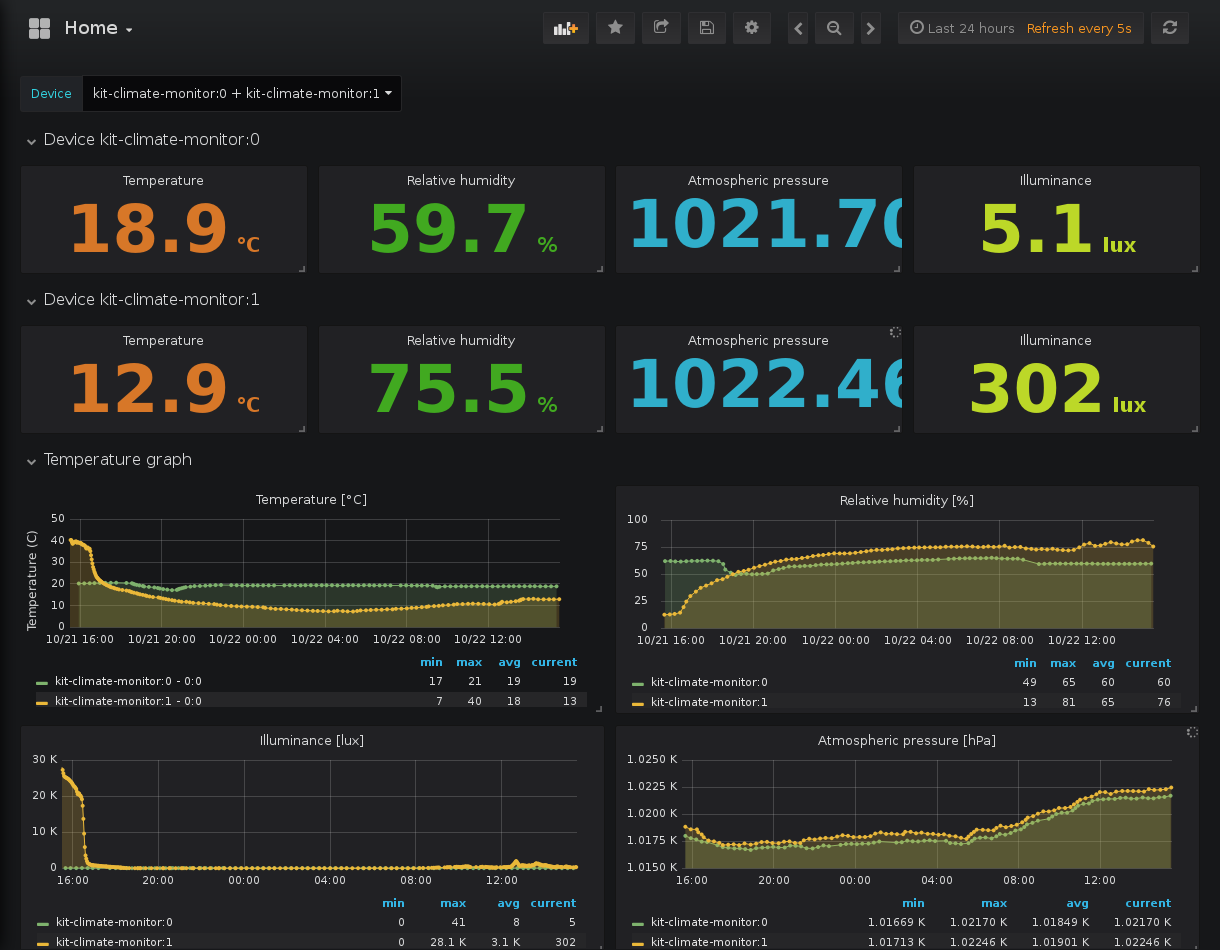 Home
Last 24 hours Refresh every 5s
Device kit-climate-monitor:0 + kit-climate-monitor:1
Device kit-climate-monitor:0
Temperature Relative humidity Atmospheric pressure Illuminance
18.9 °C 59.7 % 1021.70 5.1 lux
Device kit-climate-monitor:1
Temperature Relative humidity Atmospheric pressure Illuminance
12.9 °C 75.5 % 1022.46 302 lux
Temperature graph
Temperature [°C]
Temperature (C)
50
40
30
20
10
0
10/21 16:00 10/21 20:00 10/22 00:00 10/22 04:00 10/22 08:00 10/22 12:00
min max avg current
kit-climate-monitor:0 - 0:0 17 21 19 19
kit-climate-monitor:1 - 0:0 7 40 18 13
Relative humidity [%]
100
75
50
25
0
10/21 16:00 10/21 20:00 10/22 00:00 10/22 04:00 10/22 08:00 10/22 12:00
min max avg current
kit-climate-monitor:0 49 65 60 60
kit-climate-monitor:1 13 81 65 76
Illuminance [lux]
30 K
20 K
10 K
0
16:00 20:00 00:00 04:00 08:00 12:00
min max avg current
kit-climate-monitor:0 0 41 8 5
kit-climate-monitor:1 0 28.1 K 3.1 K 302
Atmospheric pressure [hPa]
1.0250 K
1.0225 K
1.0200 K
1.0175 K
1.0150 K
16:00 20:00 00:00 04:00 08:00 12:00
min max avg current
kit-climate-monitor:0 1.01669 K 1.02170 K 1.01849 K 1.02170 K
kit-climate-monitor:1 1.01713 K 1.02246 K 1.01901 K 1.02246 K